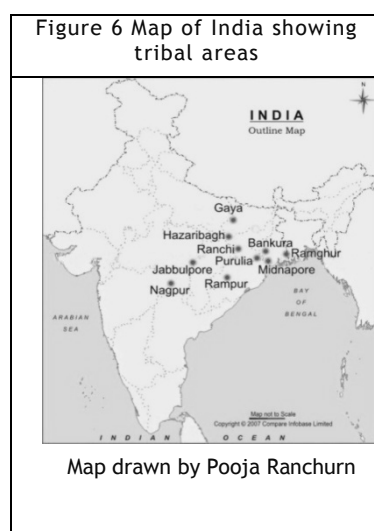 Figure 6 Map of India showing
tribal areas
N
INDIA
Outline Map
Gaya
Hazaribagh
Ranchi
Bankura
Purulia
Ramghur
Jabbulpore
Midnapore
Nagpur
Rampur
BAY
OF
BENGAL
ARABIAN
SEA
Map not to Scale
Copyright © 2007 Compare Infobase Limited
INDIAN OCEAN
Map drawn by Pooja Ranchurn